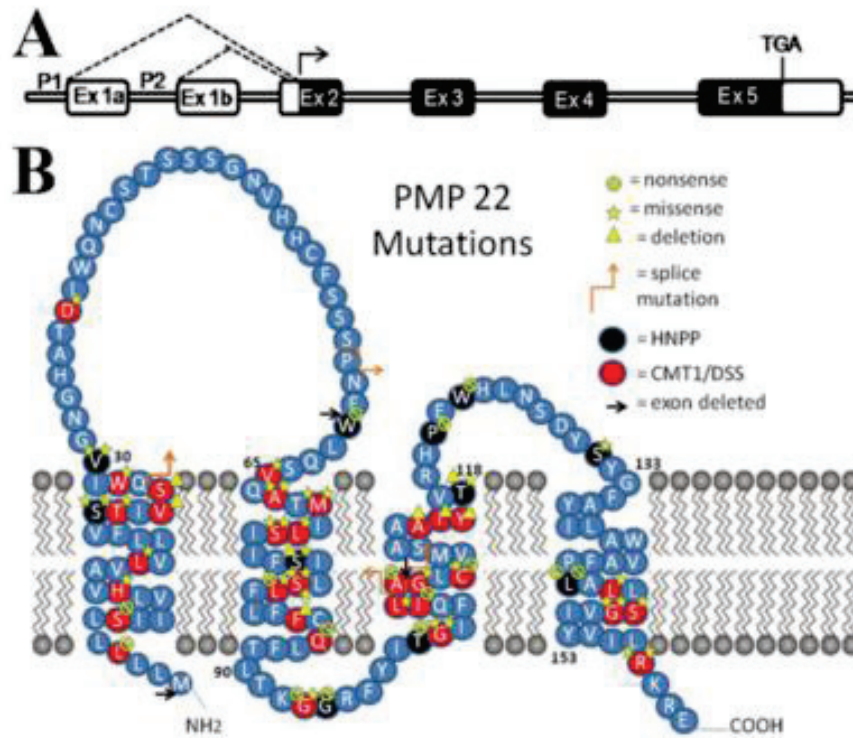 A
P1
Ex 1a
P2
Ex 1b
Ex 2
Ex 3
Ex 4
Ex 5
TGA
B
PMP 22
Mutations
= nonsense
= missense
= deletion
= splice
mutation
= HNPP
= CMT1/DSS
= exon deleted
V G N G H A T D L W Q N C S T S S S G N V H H C F S S S P N E W L Q S V
30
65
I W Q S
S T I V
V F L L
L S I I
L L L M
NH2
Q A T M
I S L I
I F S I
F L S L
T F L Q
90
L T K G G R F Y I T G I
L I Q F
A G L C
V T
118
R H P E W H L N S D Y S Y G F A Y
133
P F A V
L A L L
I V G S
Y V I L
153
R K R E
COOH